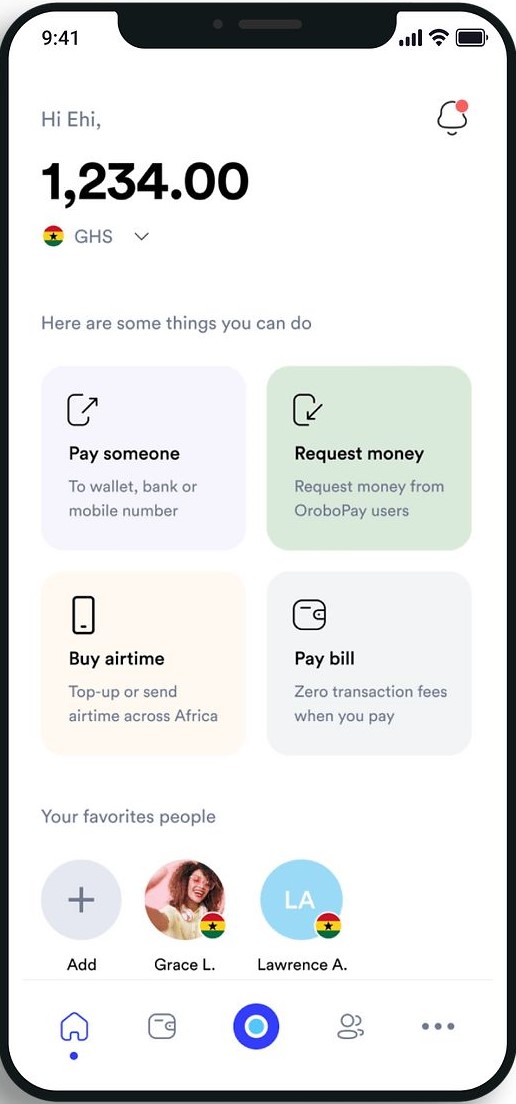 9:41
Hi Ehi,
1,234.00
GHS
Here are some things you can do
Pay someone
To wallet, bank or
mobile number
Request money
Request money from
OroboPay users
Buy airtime
Top-up or send
airtime across Africa
Pay bill
Zero transaction fees
when you pay
Your favorites people
LA
Add
Grace L.
Lawrence A.